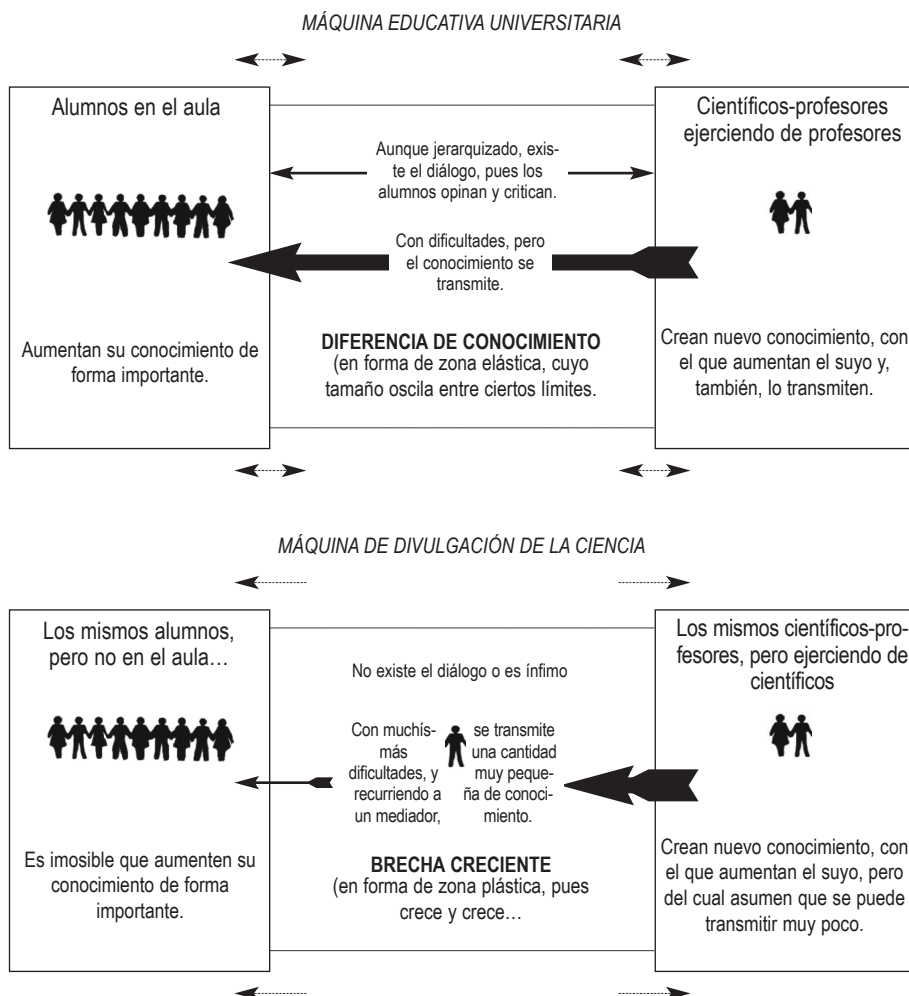 MÁQUINA EDUCATIVA UNIVERSITARIA
Alumnos en el aula
Aumentan su conocimiento de
forma importante.
Aunque jerarquizado, exis-
te el diálogo, pues los
alumnos opinan y critican.
Con dificultades, pero
el conocimiento se
transmite.
DIFERENCIA DE CONOCIMIENTO
(en forma de zona elástica, cuyo
tamaño oscila entre ciertos límites.
Científicos-profesores
ejerciendo de profesores
Crean nuevo conocimiento, con
el que aumentan el suyo y,
también, lo transmiten.
MÁQUINA DE DIVULGACIÓN DE LA CIENCIA
Los mismos alumnos,
pero no en el aula…
Es imosible que aumenten su
conocimiento de forma
importante.
No existe el diálogo o es ínfimo
Con muchís-
más
dificultades, y
recurriendo a
un mediador,
se transmite
una cantidad
muy peque-
ña de conoci-
miento.
BRECHA CRECIENTE
(en forma de zona plástica, pues
crece y crece…
Los mismos científicos-pro-
fesores, pero ejerciendo de
científicos
Crean nuevo conocimiento, con
el que aumentan el suyo, pero
del cual asumen que se puede
transmitir muy poco.